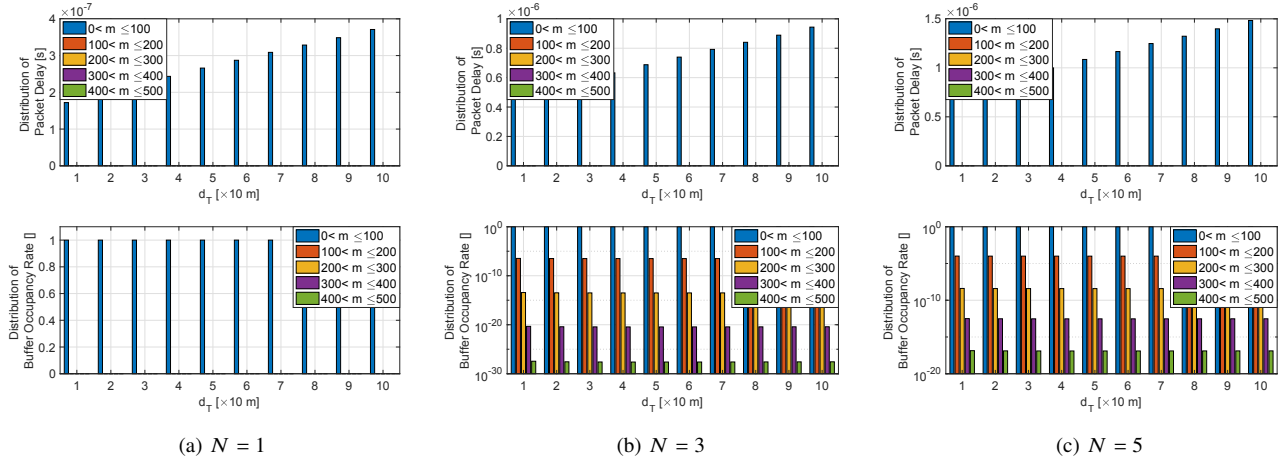 ×10⁻⁷
4
3
2
1
0
Distribution of
Packet Delay [s]
0< m ≤100
100< m ≤200
200< m ≤300
300< m ≤400
400< m ≤500
1 2 3 4 5 6 7 8 9 10
d_T [×10 m]
×10⁻⁶
1
0.8
0.6
0.4
0.2
0
Distribution of
Packet Delay [s]
0< m ≤100
100< m ≤200
200< m ≤300
300< m ≤400
400< m ≤500
1 2 3 4 5 6 7 8 9 10
d_T [×10 m]
×10⁻⁶
1.5
1
0.5
0
Distribution of
Packet Delay [s]
0< m ≤100
100< m ≤200
200< m ≤300
300< m ≤400
400< m ≤500
1 2 3 4 5 6 7 8 9 10
d_T [×10 m]
1
0.8
0.6
0.4
0.2
0
Distribution of
Buffer Occupancy Rate []
0< m ≤100
100< m ≤200
200< m ≤300
300< m ≤400
400< m ≤500
1 2 3 4 5 6 7 8 9 10
d_T [×10 m]
10⁰
10⁻¹⁰
10⁻²⁰
10⁻³⁰
Distribution of
Buffer Occupancy Rate []
0< m ≤100
100< m ≤200
200< m ≤300
300< m ≤400
400< m ≤500
1 2 3 4 5 6 7 8 9 10
d_T [×10 m]
10⁰
10⁻¹⁰
10⁻²⁰
Distribution of
Buffer Occupancy Rate []
0< m ≤100
100< m ≤200
200< m ≤300
300< m ≤400
400< m ≤500
1 2 3 4 5 6 7 8 9 10
d_T [×10 m]
(a) N = 1
(b) N = 3
(c) N = 5